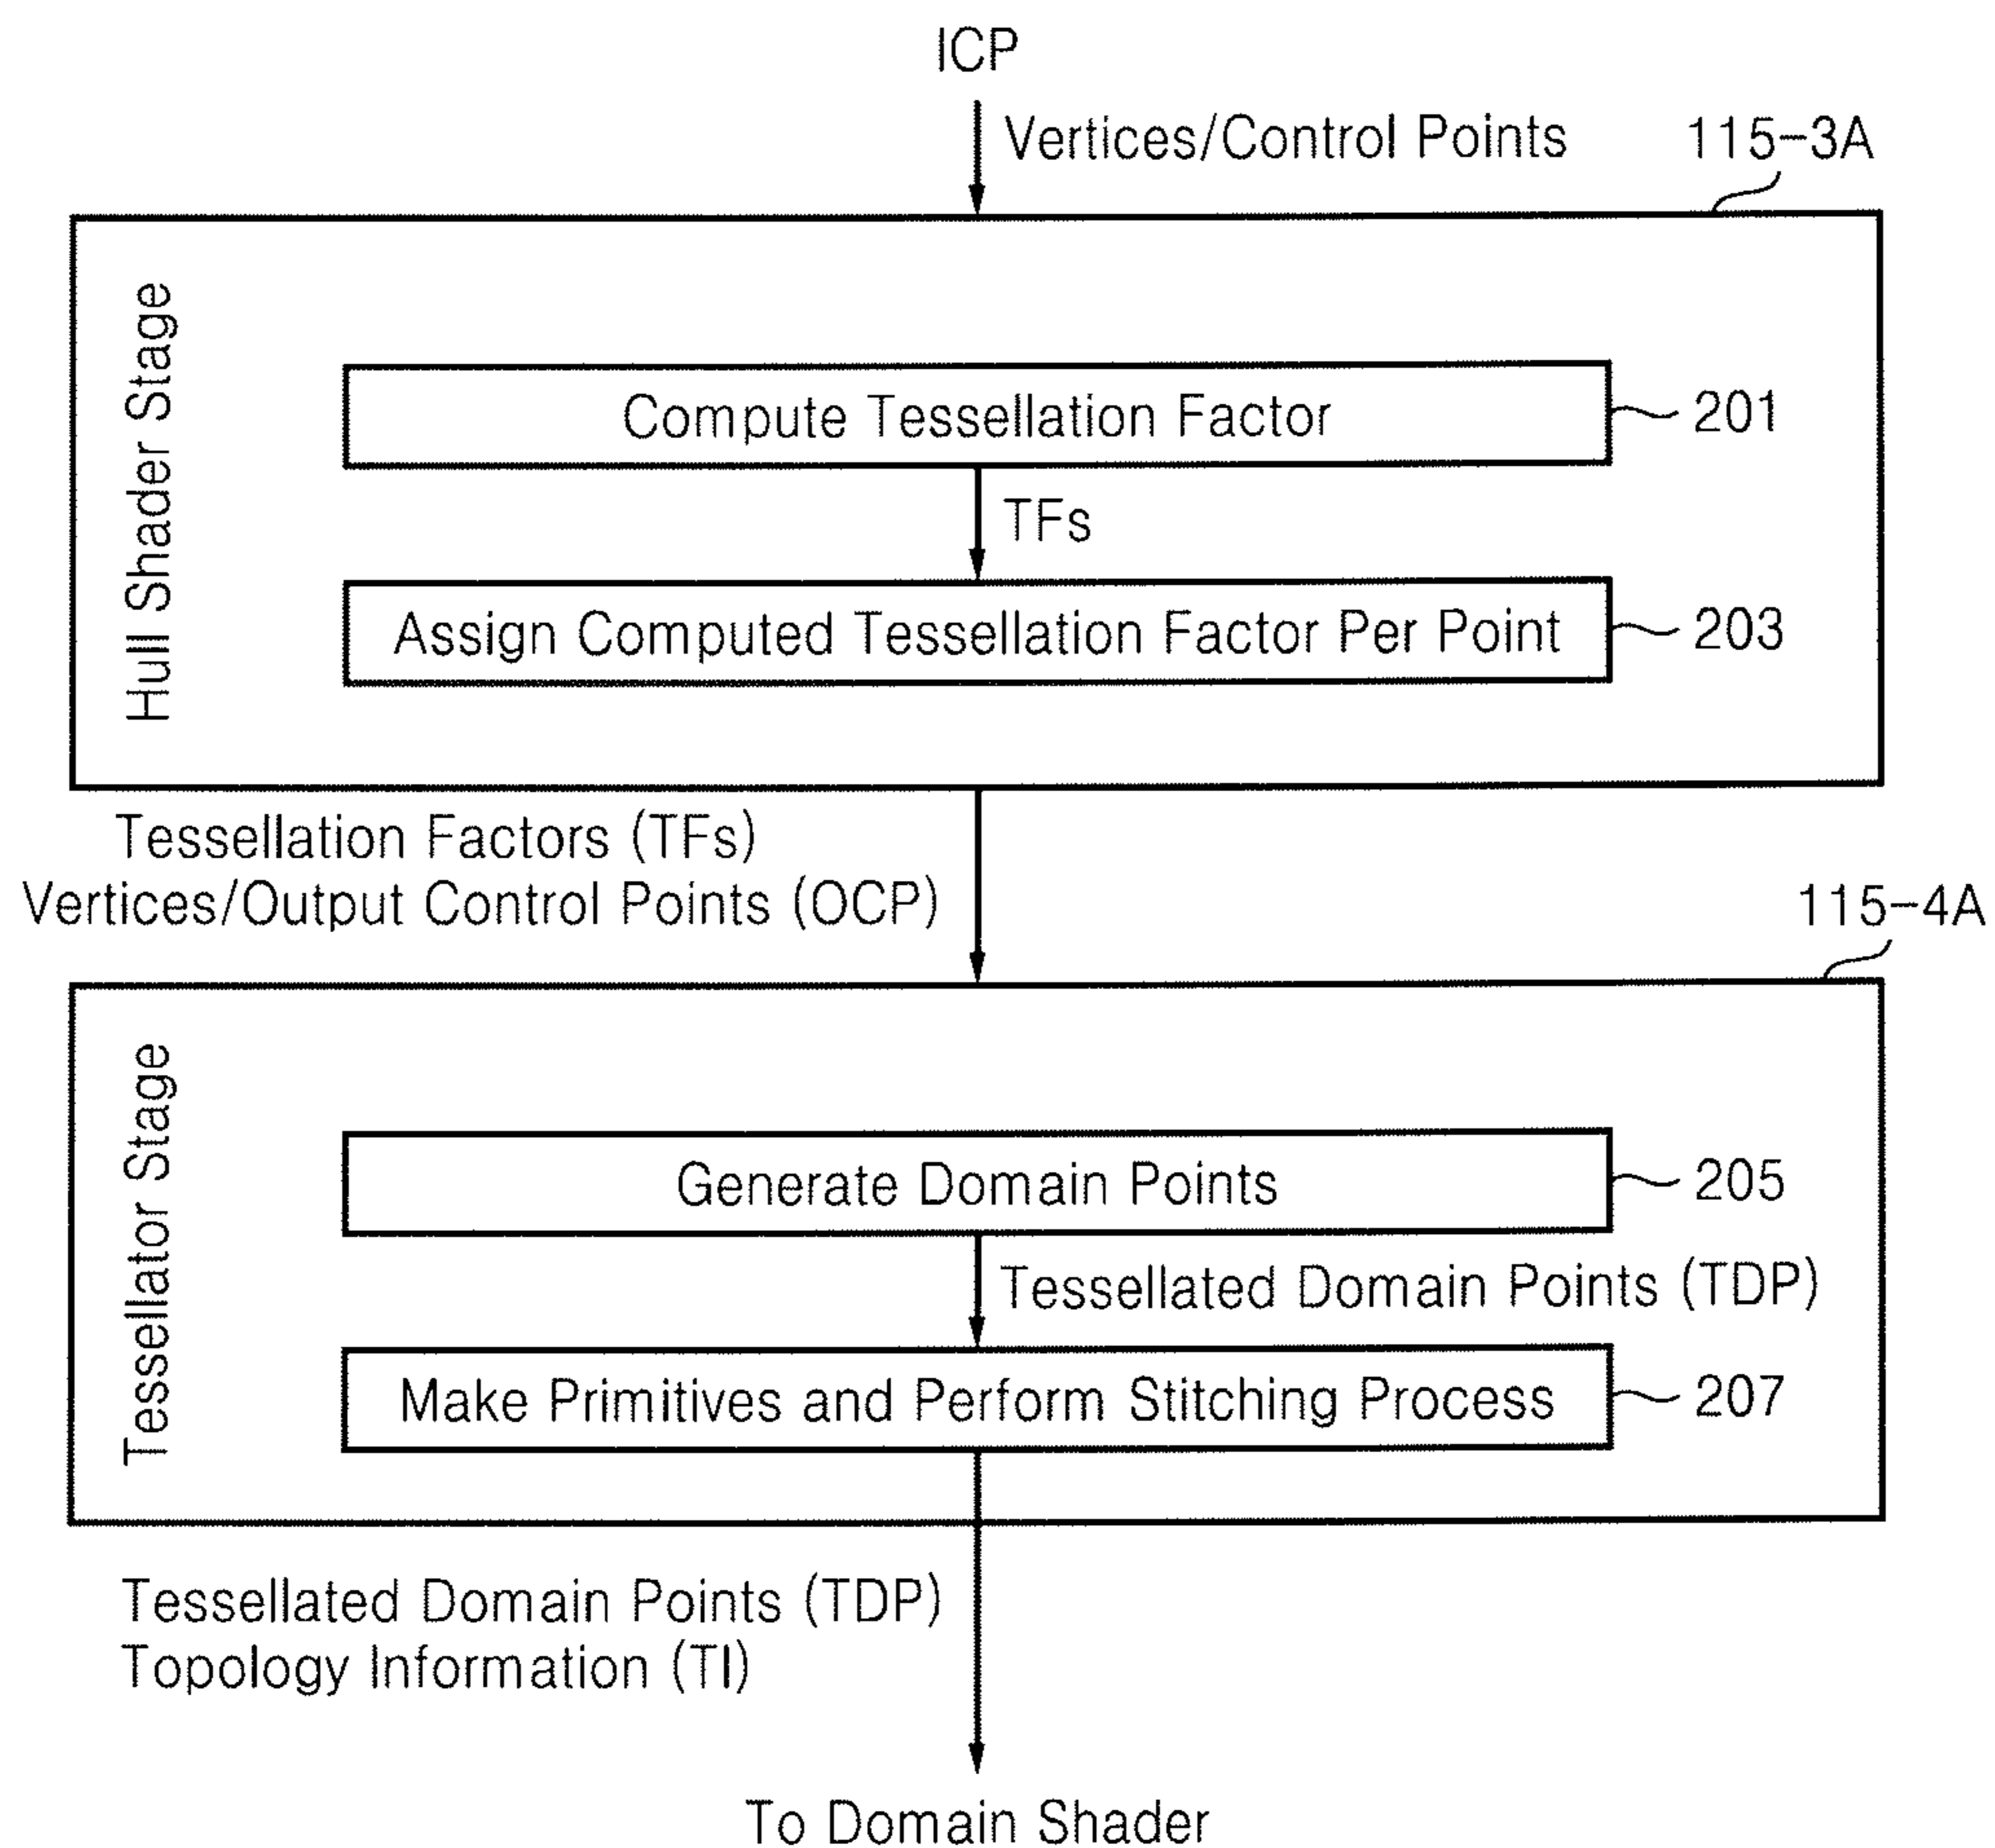 ICP
Vertices/Control Points
115-3A
Hull Shader Stage
Compute Tessellation Factor
201
TFs
Assign Computed Tessellation Factor Per Point
203
Tessellation Factors (TFs)
Vertices/Output Control Points (OCP)
115-4A
Tessellator Stage
Generate Domain Points
205
Tessellated Domain Points (TDP)
Make Primitives and Perform Stitching Process
207
Tessellated Domain Points (TDP)
Topology Information (TI)
To Domain Shader